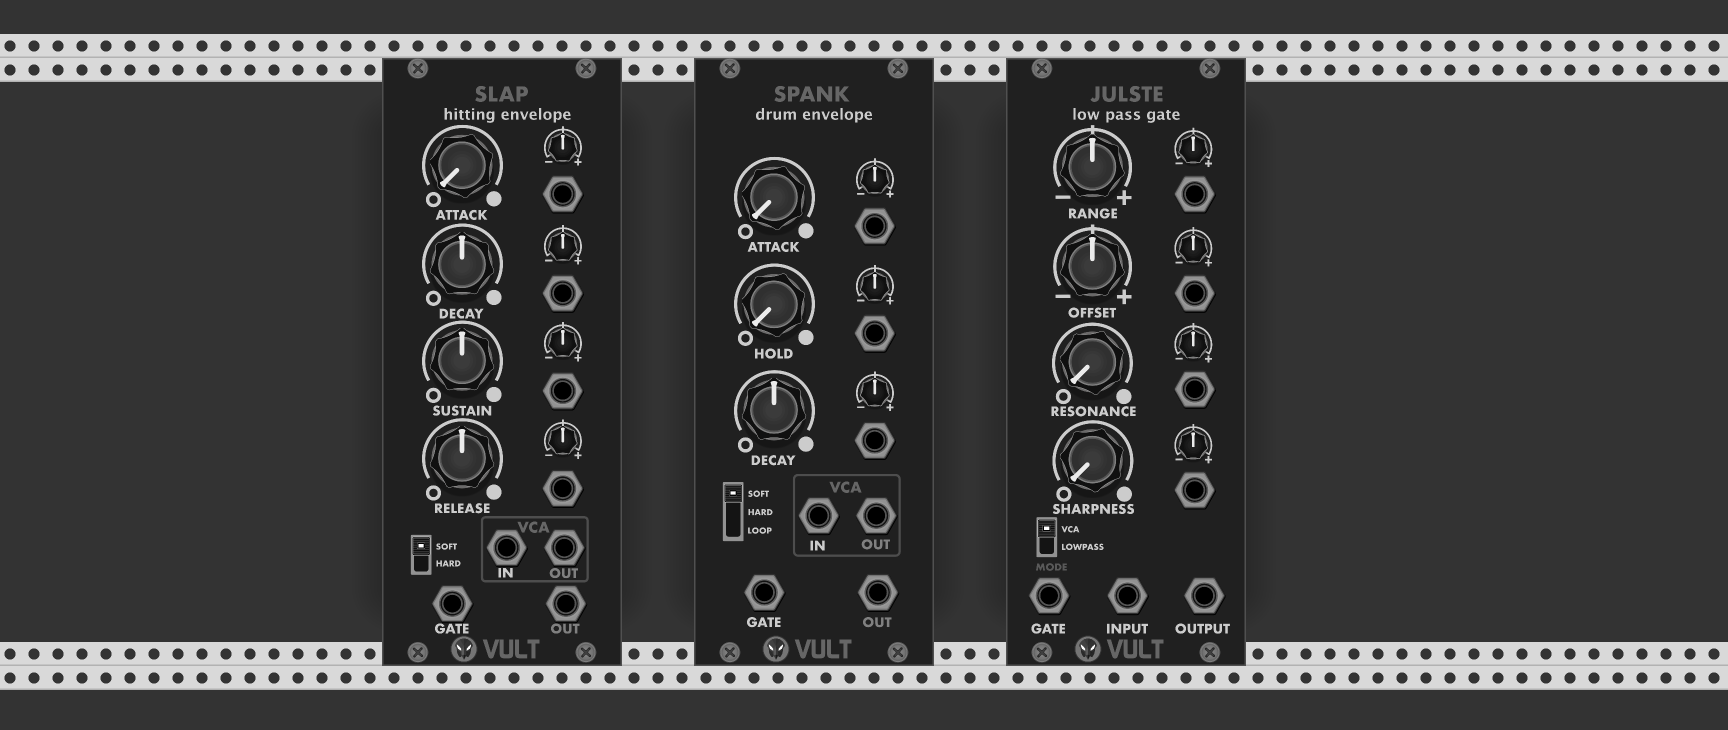 SLAP
hitting envelope
ATTACK
DECAY
SUSTAIN
RELEASE
SOFT
HARD
VCA
IN
OUT
GATE
OUT
VULT
SPANK
drum envelope
ATTACK
HOLD
DECAY
SOFT
HARD
LOOP
VCA
IN
OUT
GATE
OUT
VULT
JULSTE
low pass gate
RANGE
OFFSET
RESONANCE
SHARPNESS
VCA
LOWPASS
MODE
GATE
INPUT
OUTPUT
VULT